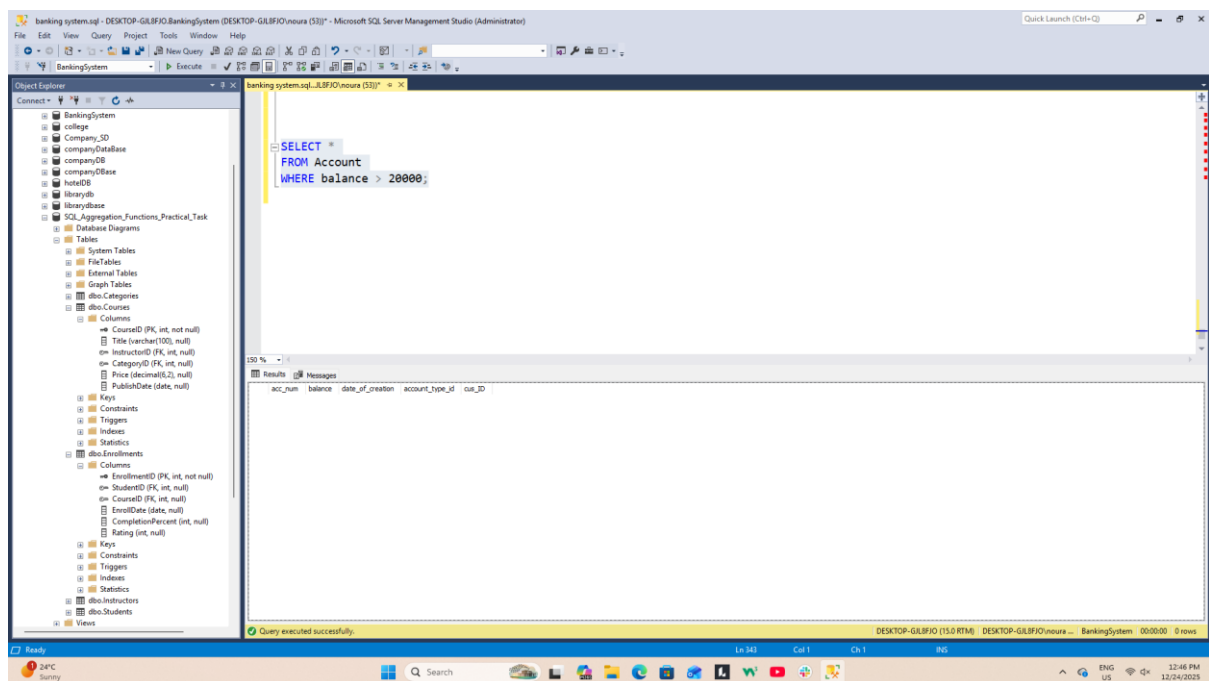 banking system.sql - DESKTOP-GJL8FJO.BankingSystem (DESKTOP-GJL8FJO\noura (53))* - Microsoft SQL Server Management Studio (Administrator)
Quick Launch (Ctrl+Q)
File Edit View Query Project Tools Window Help
New Query
BankingSystem
Execute
Object Explorer
Connect
BankingSystem
college
Company_SD
companyDataBase
companyDB
companyDBase
hotelDB
librarydb
librarydbase
SQL_Aggregation_Functions_Practical_Task
Database Diagrams
Tables
System Tables
FileTables
External Tables
Graph Tables
dbo.Categories
dbo.Courses
Columns
CourseID (PK, int, not null)
Title (varchar(100), null)
InstructorID (FK, int, null)
CategoryID (FK, int, null)
Price (decimal(6,2), null)
PublishDate (date, null)
Keys
Constraints
Triggers
Indexes
Statistics
dbo.Enrollments
Columns
EnrollmentID (PK, int, not null)
StudentID (FK, int, null)
CourseID (FK, int, null)
EnrollDate (date, null)
CompletionPercent (int, null)
Rating (int, null)
Keys
Constraints
Triggers
Indexes
Statistics
dbo.Instructors
dbo.Students
Views
banking system.sql...JL8FJO\noura (53))*
SELECT *
FROM Account
WHERE balance > 20000;
150 %
Results Messages
acc_num balance date_of_creation account_type_id cus_ID
Query executed successfully.
DESKTOP-GJL8FJO (15.0 RTM) DESKTOP-GJL8FJO\noura ... BankingSystem 00:00:00 0 rows
Ready
Ln 343 Col 1 Ch 1 INS
1
24°C
Sunny
Search
ENG
US
12:46 PM
12/24/2025